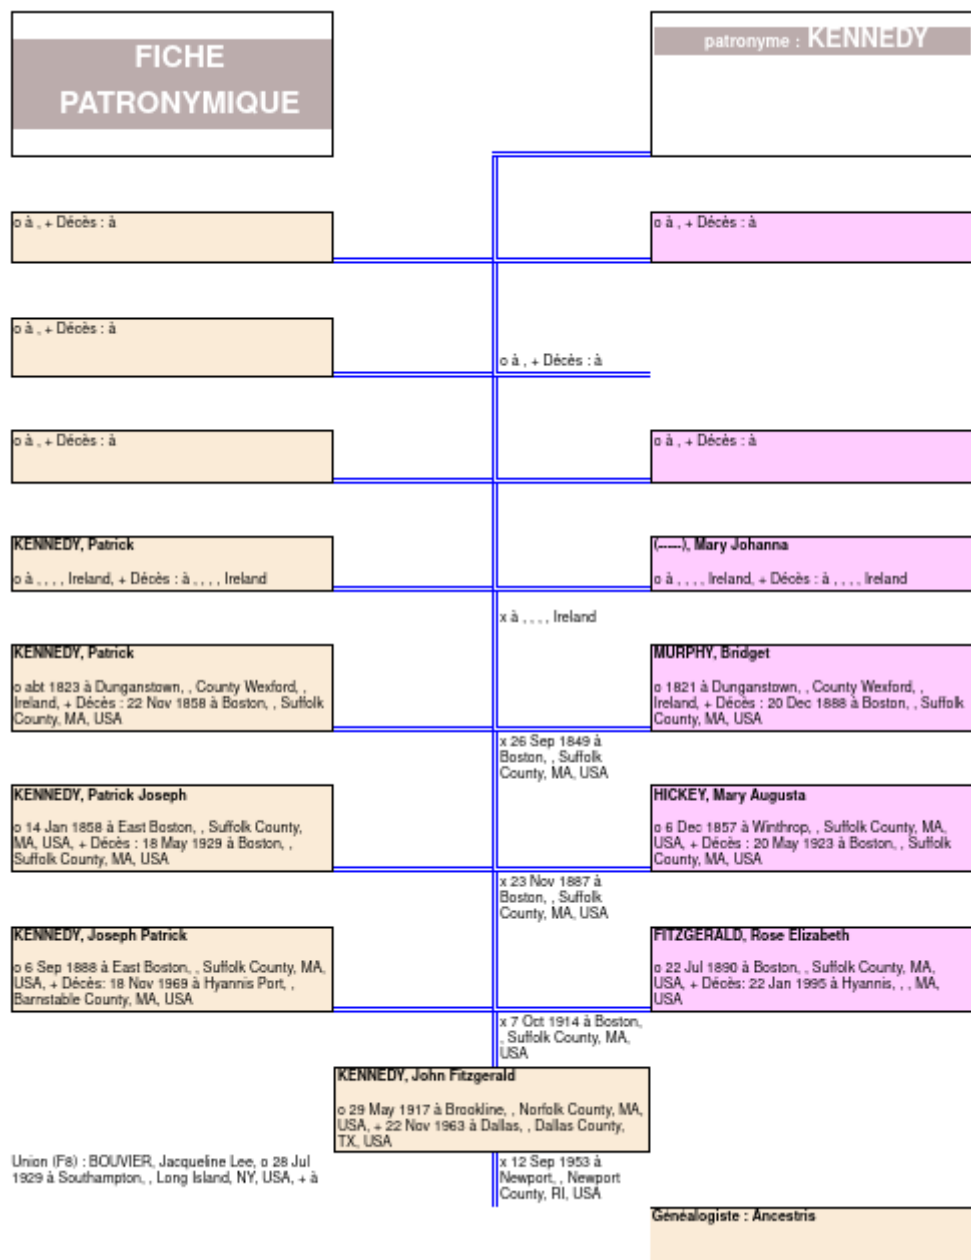 FICHE
PATRONYMIQUE
patronyme : KENNEDY
o à , + Décès : à
o à , + Décès : à
o à , + Décès : à
o à , + Décès : à
o à , + Décès : à
o à , + Décès : à
KENNEDY, Patrick
o à , , , , Ireland, + Décès : à , , , , Ireland
(-----), Mary Johanna
o à , , , , Ireland, + Décès : à , , , , Ireland
x à , , , , Ireland
KENNEDY, Patrick
o abt 1823 à Dunganstown, , County Wexford, ,
Ireland, + Décès : 22 Nov 1858 à Boston, , Suffolk
County, MA, USA
MURPHY, Bridget
o 1821 à Dunganstown, , County Wexford, ,
Ireland, + Décès : 20 Dec 1888 à Boston, , Suffolk
County, MA, USA
x 26 Sep 1849 à
Boston, , Suffolk
County, MA, USA
KENNEDY, Patrick Joseph
o 14 Jan 1858 à East Boston, , Suffolk County,
MA, USA, + Décès : 18 May 1929 à Boston, ,
Suffolk County, MA, USA
HICKEY, Mary Augusta
o 6 Dec 1857 à Winthrop, , Suffolk County, MA,
USA, + Décès : 20 May 1923 à Boston, , Suffolk
County, MA, USA
x 23 Nov 1887 à
Boston, , Suffolk
County, MA, USA
KENNEDY, Joseph Patrick
o 6 Sep 1888 à East Boston, , Suffolk County, MA,
USA, + Décès: 18 Nov 1969 à Hyannis Port, ,
Barnstable County, MA, USA
FITZGERALD, Rose Elizabeth
o 22 Jul 1890 à Boston, , Suffolk County, MA,
USA, + Décès: 22 Jan 1995 à Hyannis, , , MA,
USA
x 7 Oct 1914 à Boston,
, Suffolk County, MA,
USA
KENNEDY, John Fitzgerald
o 29 May 1917 à Brookline, , Norfolk County, MA,
USA, + 22 Nov 1963 à Dallas, , Dallas County,
TX, USA
Union (F8) : BOUVIER, Jacqueline Lee, o 28 Jul
1929 à Southampton, , Long Island, NY, USA, + à
x 12 Sep 1953 à
Newport, , Newport
County, RI, USA
Généalogiste : Ancestris